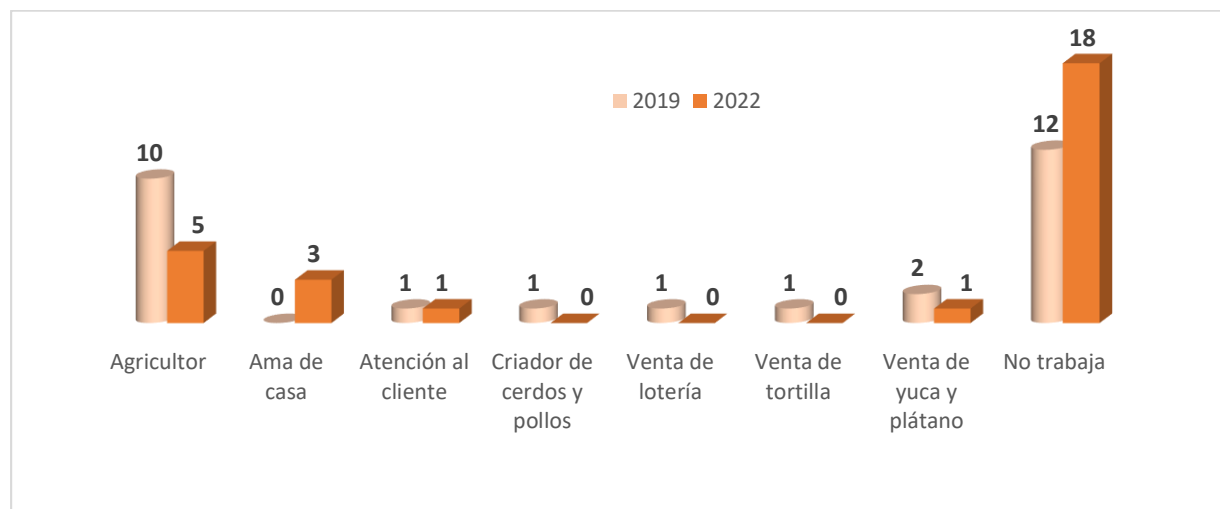 18
2019 2022
12
10
5
3
2
1 1
1
1
1
1
0
0
0
0
Agricultor
Ama de
casa
Atención al
cliente
Criador de
cerdos y
pollos
Venta de
lotería
Venta de
tortilla
Venta de
yuca y
plátano
No trabaja